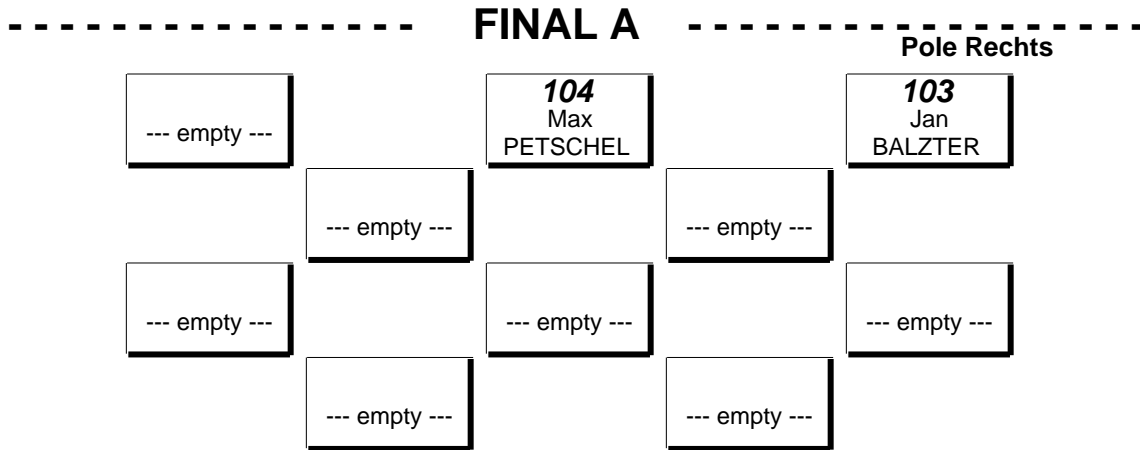 - - - - - - - - - - - - - - - - - FINAL A - - - - - - - - - - - - - - - - - - -
Pole Rechts
--- empty ---
104
Max
PETSCHEL
103
Jan
BALZTER
--- empty ---
--- empty ---
--- empty ---
--- empty ---
--- empty ---
--- empty ---
--- empty ---